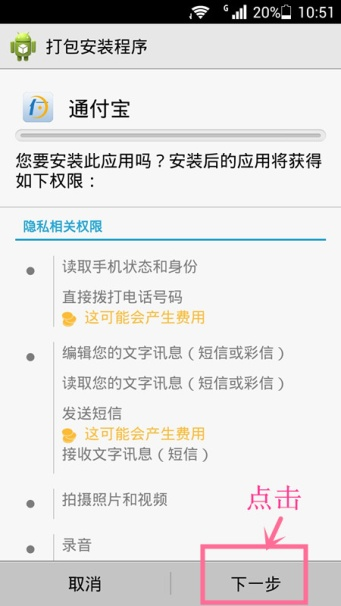 G 20% 10:51
打包安装程序
通付宝
您要安装此应用吗？安装后的应用将获得
如下权限：
隐私相关权限
读取手机状态和身份
直接拨打电话号码
这可能会产生费用
编辑您的文字讯息（短信或彩信）
读取您的文字讯息（短信或彩信）
发送短信
这可能会产生费用
接收文字讯息（短信）
拍摄照片和视频
点击
录音
取消
下一步